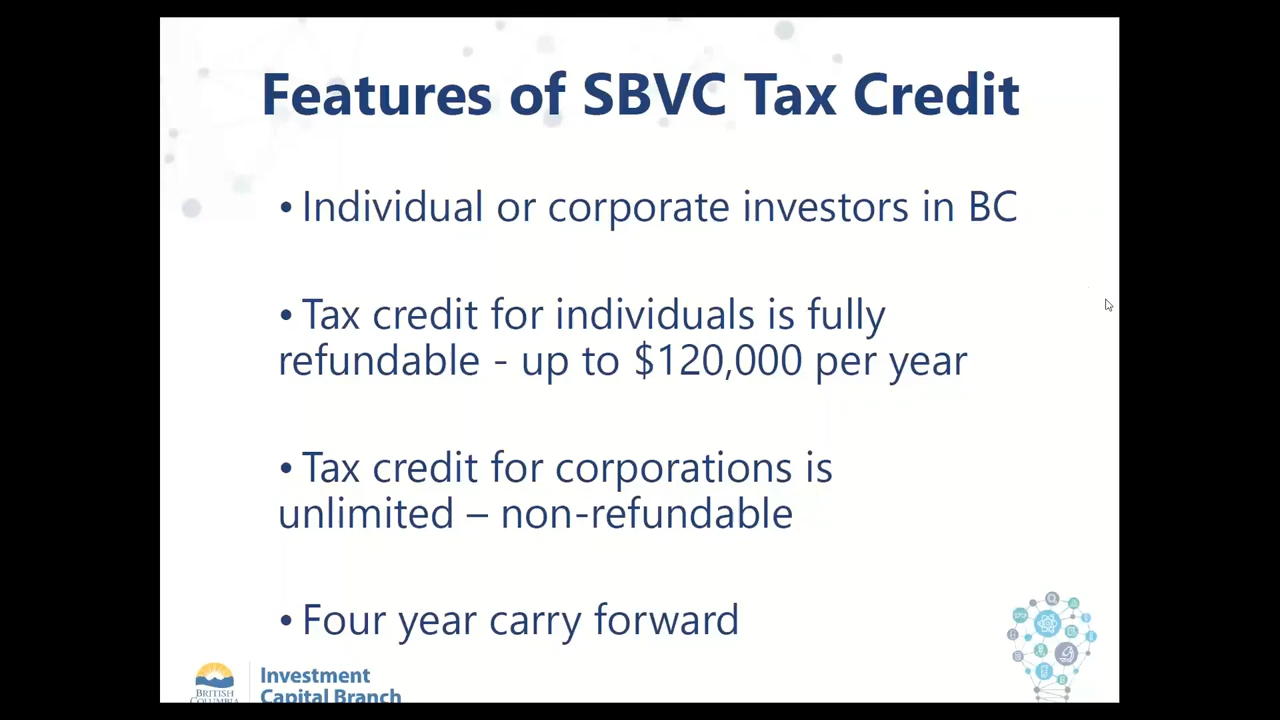 Features of SBVC Tax Credit
• Individual or corporate investors in BC
• Tax credit for individuals is fully
refundable - up to $120,000 per year
• Tax credit for corporations is
unlimited – non-refundable
• Four year carry forward
BRITISH
COLUMBIA
Investment
Capital Branch